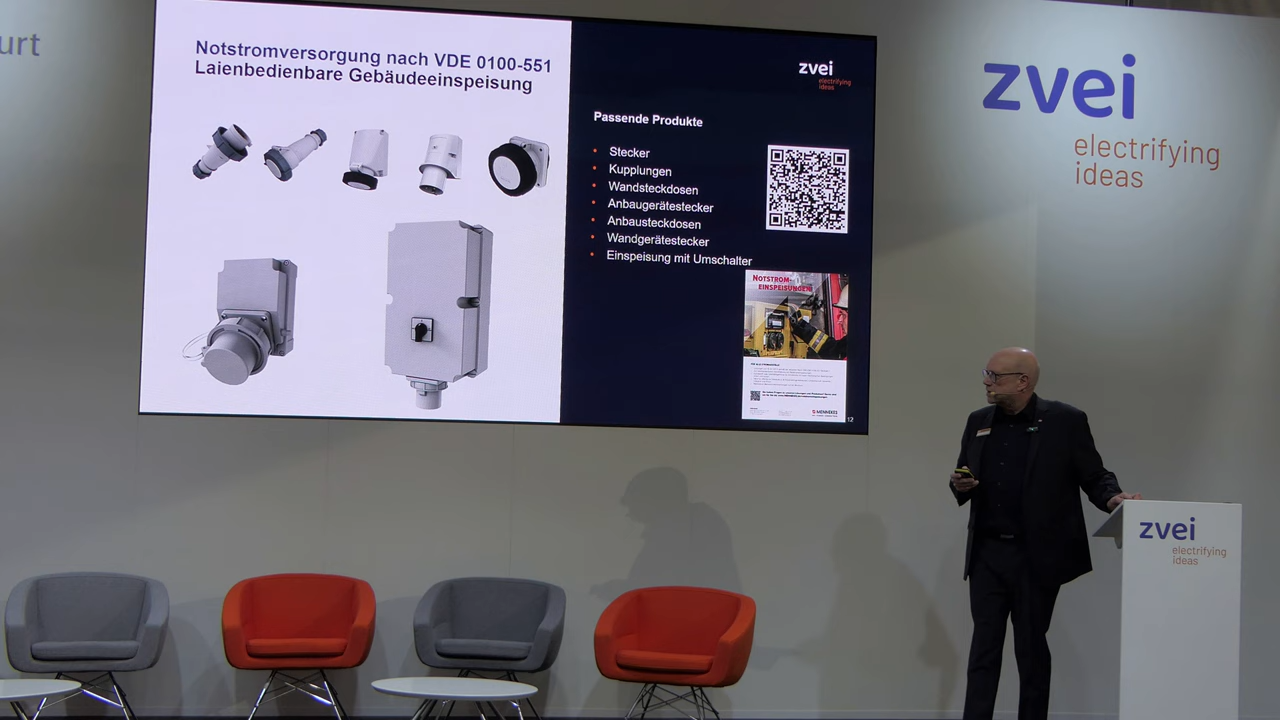 urt
Notstromversorgung nach VDE 0100-551
Laienbedienbare Gebäudeeinspeisung
zvei
electrifying
ideas
Passende Produkte
• Stecker
• Kupplungen
• Wandsteckdosen
• Anbaugerätestecker
• Anbausteckdosen
• Wandgerätestecker
• Einspeisung mit Umschalter
NOTSTROM-
EINSPEISUNGEN
MENNEKES
12
zvei
electrifying
ideas
zvei
electrifying
ideas